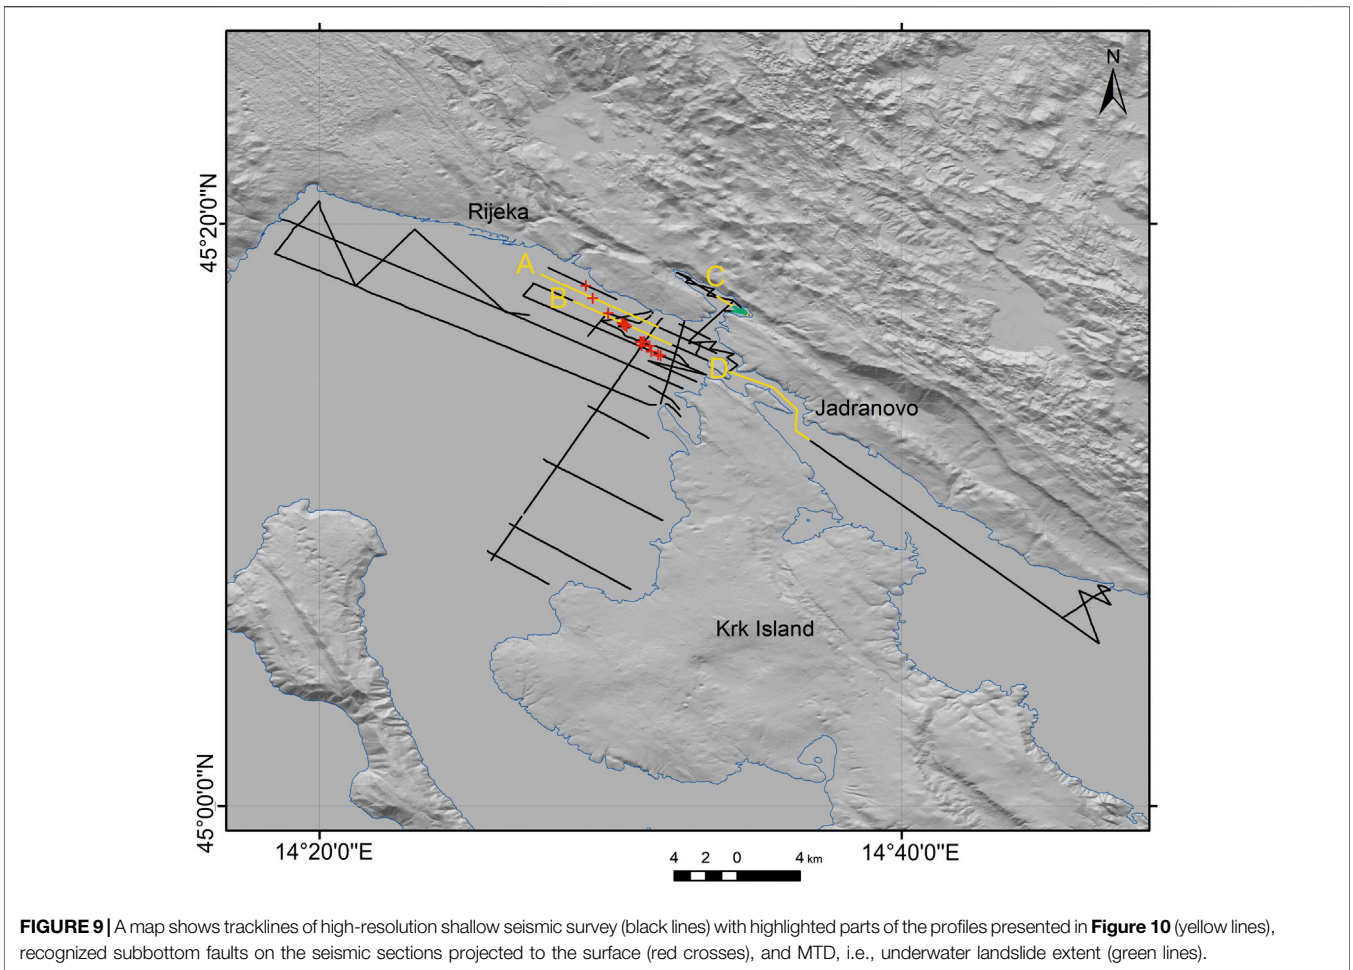 N
45°20'0"N
Rijeka
A
B
C
D
Jadranovo
Krk Island
45°00'0"N
14°20'0"E
14°40'0"E
4 2 0 4 km
FIGURE 9 | A map shows tracklines of high-resolution shallow seismic survey (black lines) with highlighted parts of the profiles presented in Figure 10 (yellow lines),
recognized subbottom faults on the seismic sections projected to the surface (red crosses), and MTD, i.e., underwater landslide extent (green lines).